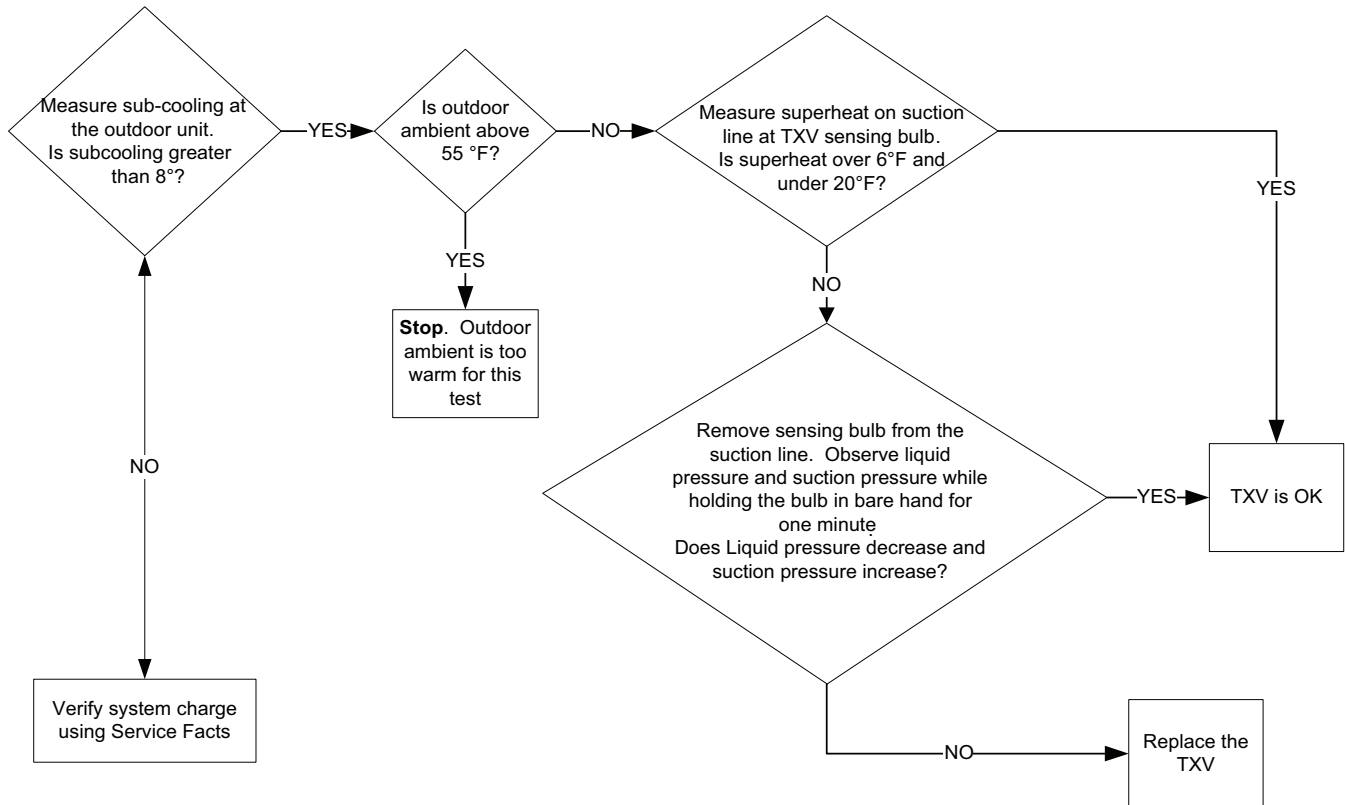 Measure sub-cooling at
the outdoor unit.
Is subcooling greater
than 8°?
YES
Is outdoor
ambient above
55 °F?
NO
Measure superheat on suction
line at TXV sensing bulb.
Is superheat over 6°F and
under 20°F?
YES
YES
Stop. Outdoor
ambient is too
warm for this
test
NO
NO
Remove sensing bulb from the
suction line. Observe liquid
pressure and suction pressure while
holding the bulb in bare hand for
one minute.
Does Liquid pressure decrease and
suction pressure increase?
YES
TXV is OK
Verify system charge
using Service Facts
NO
Replace the
TXV